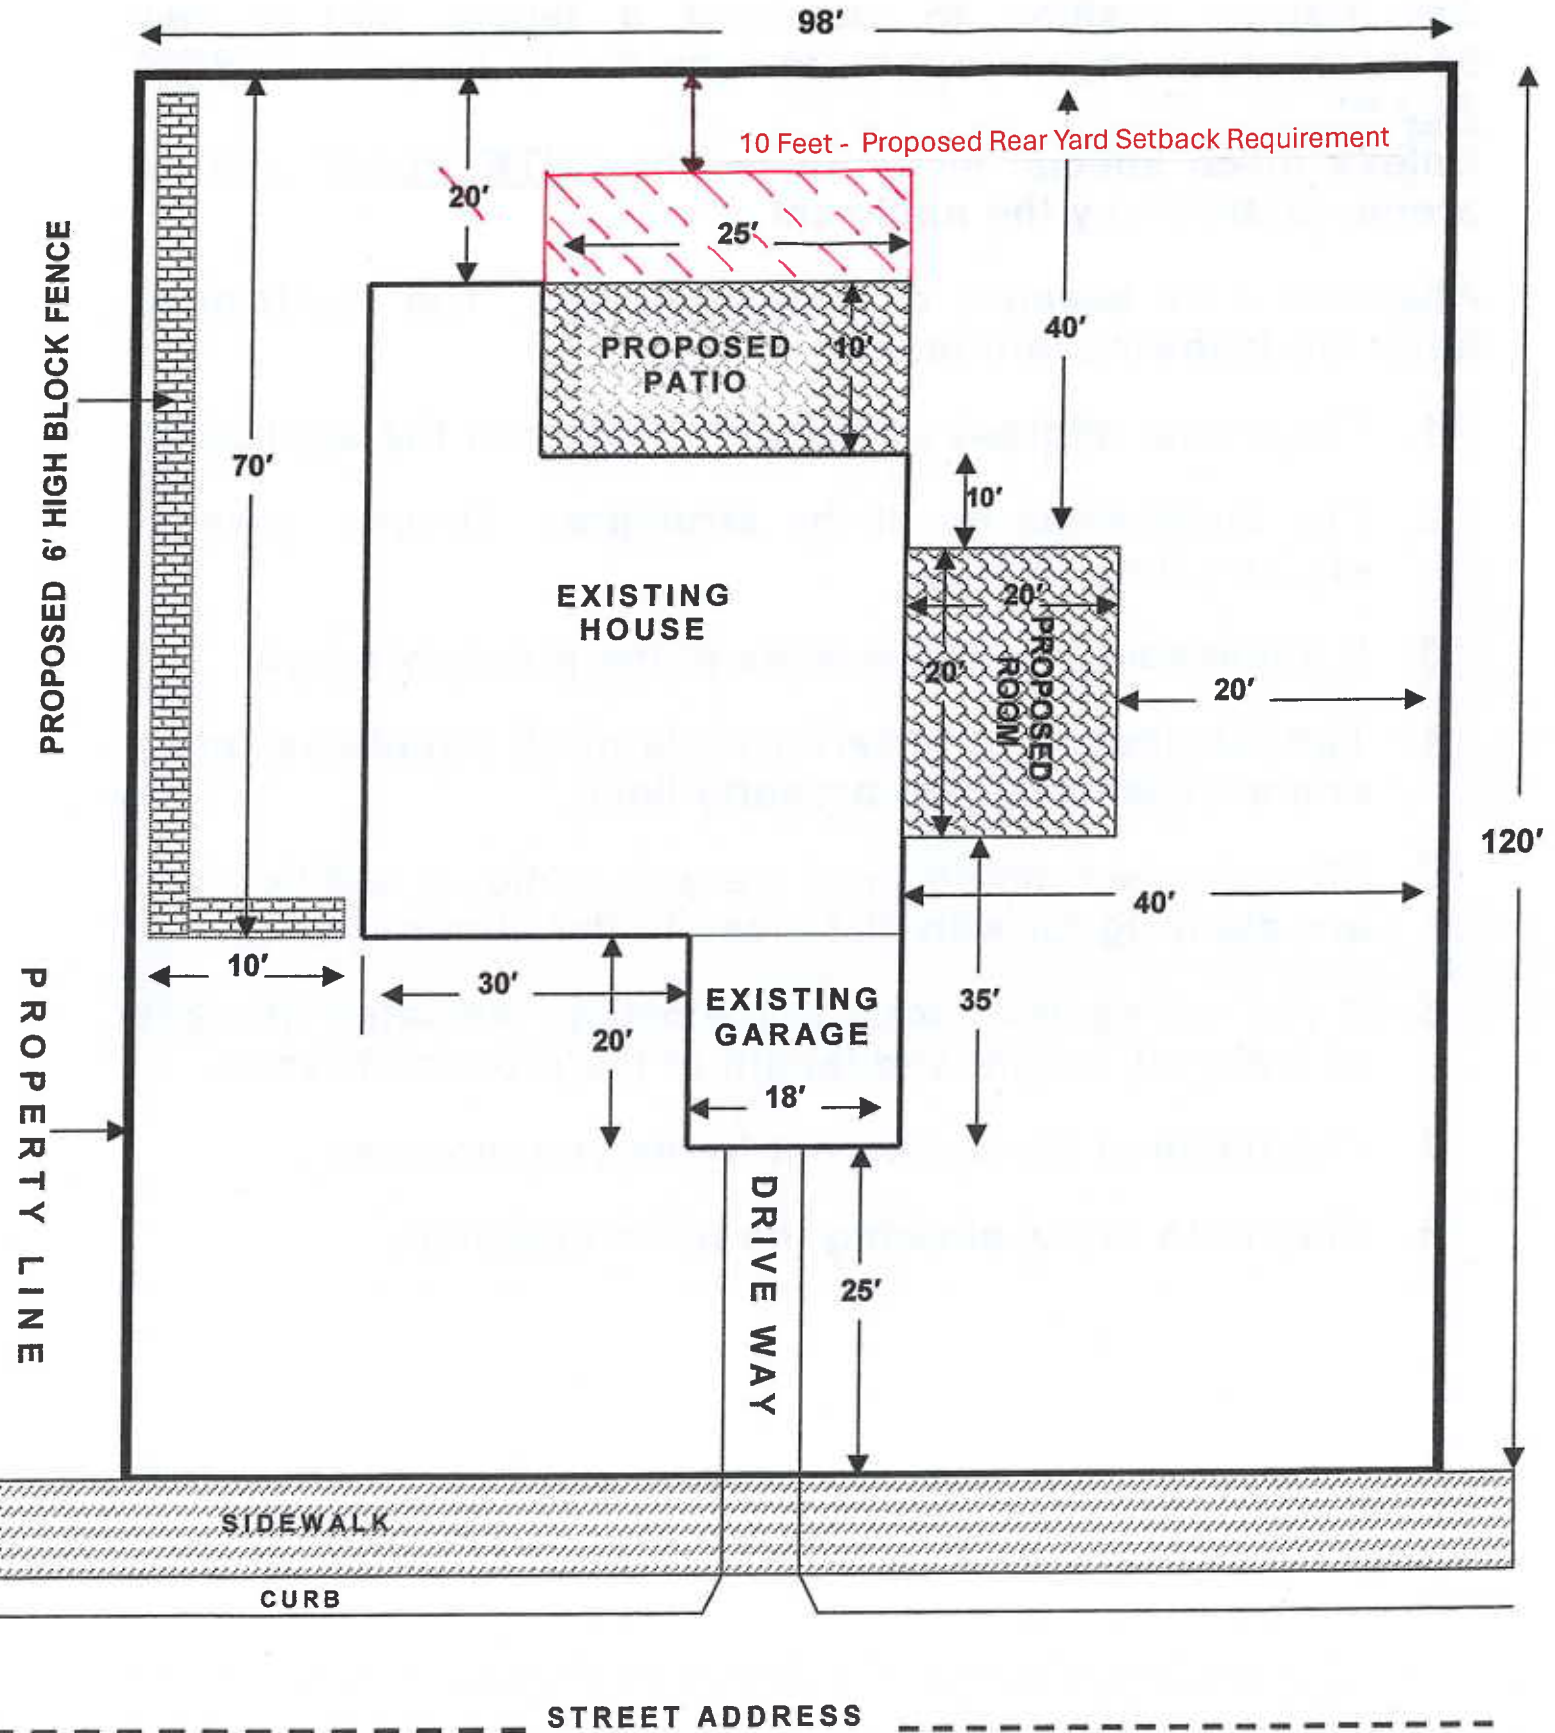 98′
10 Feet - Proposed Rear Yard Setback Requirement
20′
25′
PROPOSED 6′ HIGH BLOCK FENCE
PROPOSED
PATIO
10′
40′
70′
10′
EXISTING
HOUSE
20′
20′
PROPOSED
ROOM
20′
120′
40′
10′
30′
20′
EXISTING
GARAGE
18′
35′
PROPERTY LINE
DRIVE WAY
25′
SIDEWALK
CURB
STREET ADDRESS